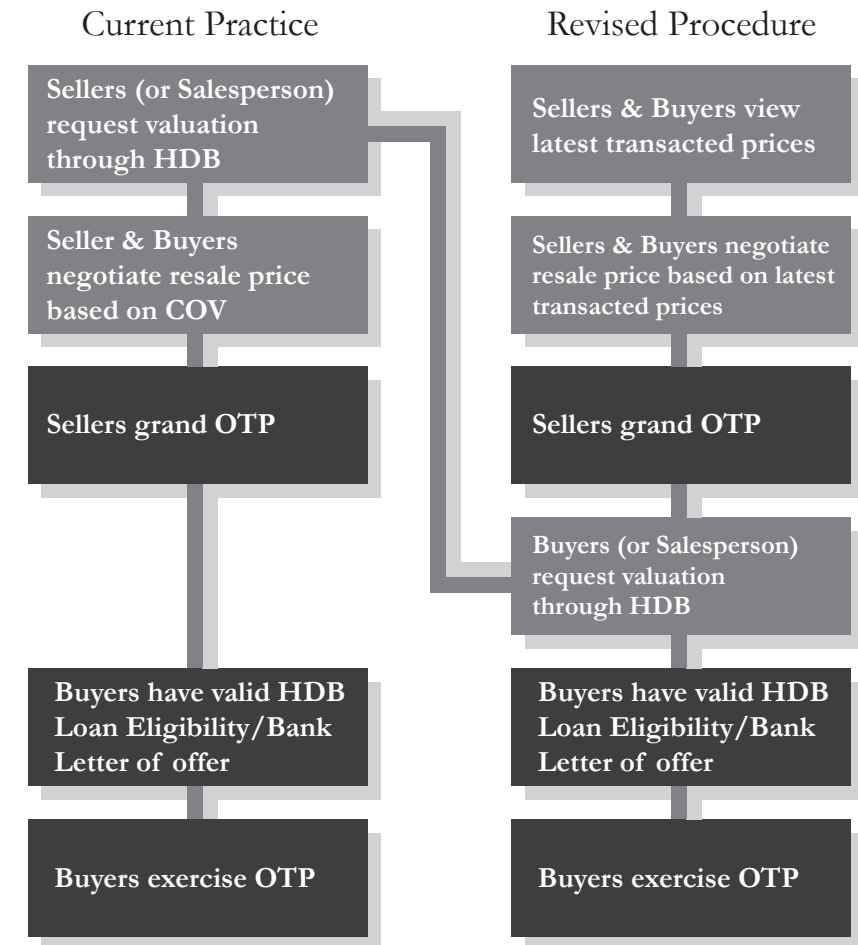 Current Practice
Sellers (or Salesperson)
request valuation
through HDB
Seller & Buyers
negotiate resale price
based on COV
Sellers grand OTP
Buyers have valid HDB
Loan Eligibility/Bank
Letter of offer
Buyers exercise OTP
Revised Procedure
Sellers & Buyers view
latest transacted prices
Sellers & Buyers negotiate
resale price based on latest
transacted prices
Sellers grand OTP
Buyers (or Salesperson)
request valuation
through HDB
Buyers have valid HDB
Loan Eligibility/Bank
Letter of offer
Buyers exercise OTP